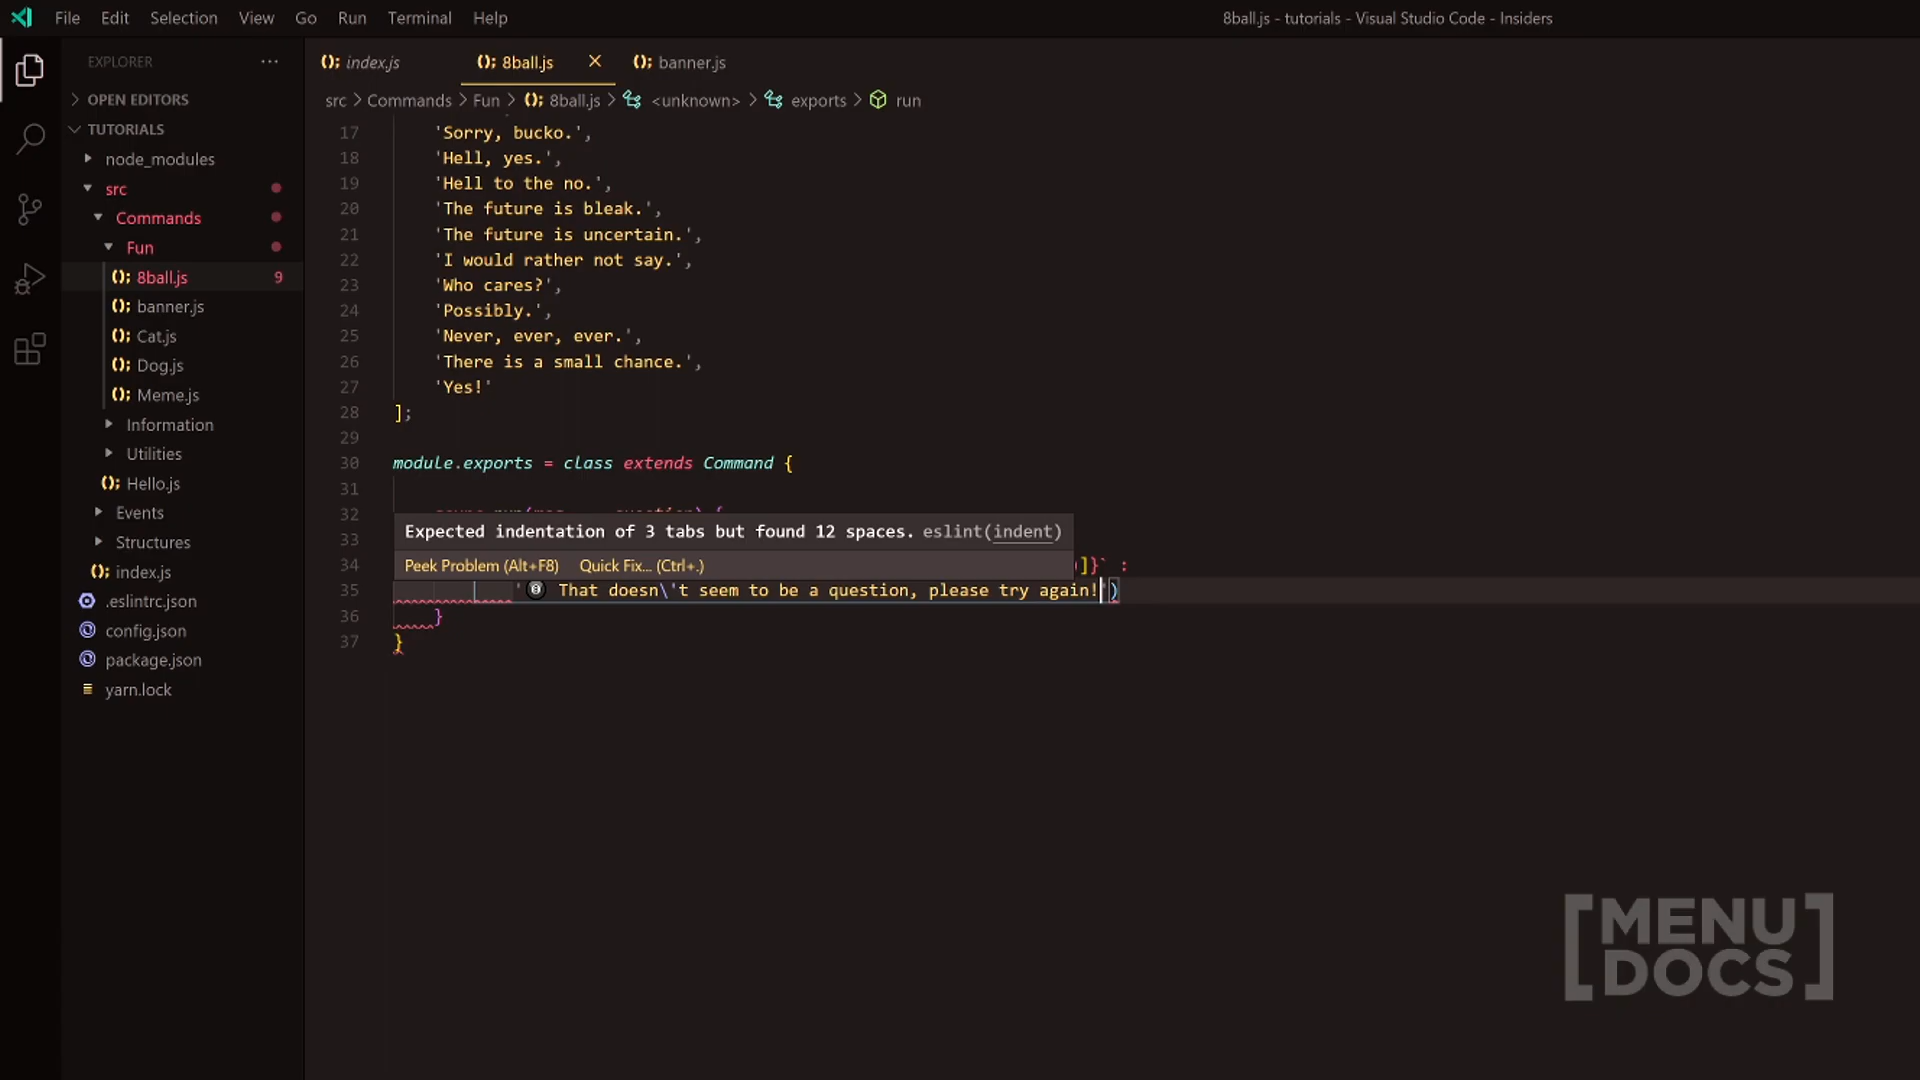 File Edit Selection View Go Run Terminal Help
8ball.js - tutorials - Visual Studio Code - Insiders
EXPLORER ...
OPEN EDITORS
TUTORIALS
node_modules
src
Commands
Fun
8ball.js 9
banner.js
Cat.js
Dog.js
Meme.js
Information
Utilities
Hello.js
Events
Structures
index.js
.eslintrc.json
config.json
package.json
yarn.lock
index.js 8ball.js banner.js
src > Commands > Fun > 8ball.js > <unknown> > exports > run
17 'Sorry, bucko.',
18 'Hell, yes.',
19 'Hell to the no.',
20 'The future is bleak.',
21 'The future is uncertain.',
22 'I would rather not say.',
23 'Who cares?',
24 'Possibly.',
25 'Never, ever, ever.',
26 'There is a small chance.',
27 'Yes!'
28 ];
29
30 module.exports = class extends Command {
31
32
Expected indentation of 3 tabs but found 12 spaces. eslint(indent)
33
Peek Problem (Alt+F8) Quick Fix... (Ctrl+.)
34 ]}` :
35 '🎱 That doesn\'t seem to be a question, please try again!')
36 }
37 }
[MENU DOCS]